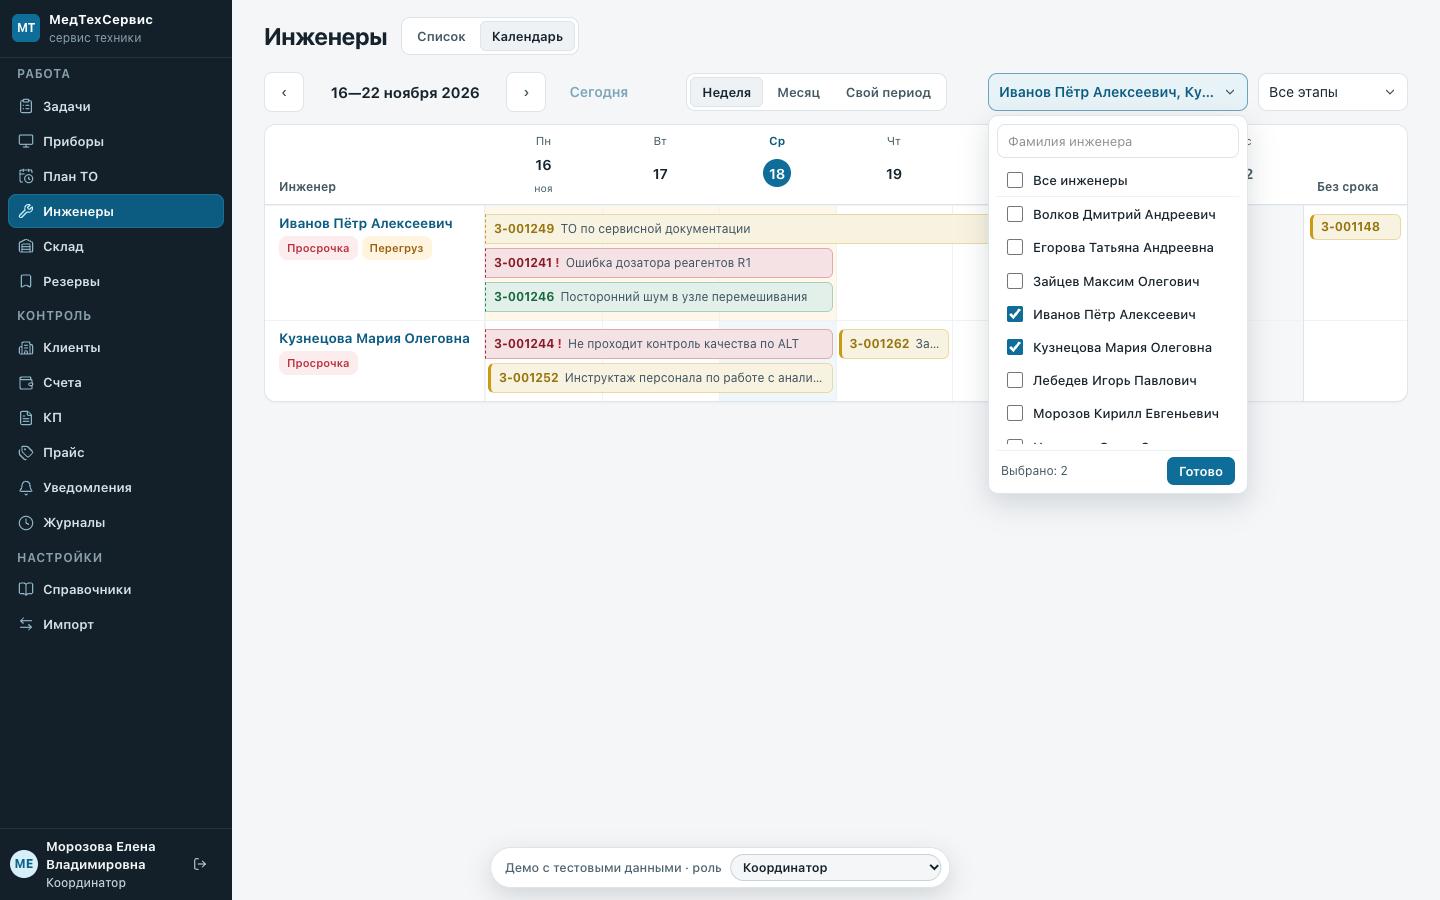 МТ
МедТехСервис
сервис техники
РАБОТА
Задачи
Приборы
План ТО
Инженеры
Склад
Резервы
КОНТРОЛЬ
Клиенты
Счета
КП
Прайс
Уведомления
Журналы
НАСТРОЙКИ
Справочники
Импорт
МЕ
Морозова Елена
Владимировна
Координатор
Инженеры
Список
Календарь
‹
16—22 ноября 2026
›
Сегодня
Неделя
Месяц
Свой период
Иванов Пётр Алексеевич, Ку...
Все этапы
Инженер
Пн
16
ноя
Вт
17
Ср
18
Чт
19
Без срока
Иванов Пётр Алексеевич
Просрочка
Перегруз
З-001249 ТО по сервисной документации
З-001241 ! Ошибка дозатора реагентов R1
З-001246 Посторонний шум в узле перемешивания
З-001148
Кузнецова Мария Олеговна
Просрочка
З-001244 ! Не проходит контроль качества по ALT
З-001262 За...
З-001252 Инструктаж персонала по работе с анали...
Фамилия инженера
Все инженеры
Волков Дмитрий Андреевич
Егорова Татьяна Андреевна
Зайцев Максим Олегович
Иванов Пётр Алексеевич
Кузнецова Мария Олеговна
Лебедев Игорь Павлович
Морозов Кирилл Евгеньевич
Выбрано: 2
Готово
Демо с тестовыми данными · роль
Координатор